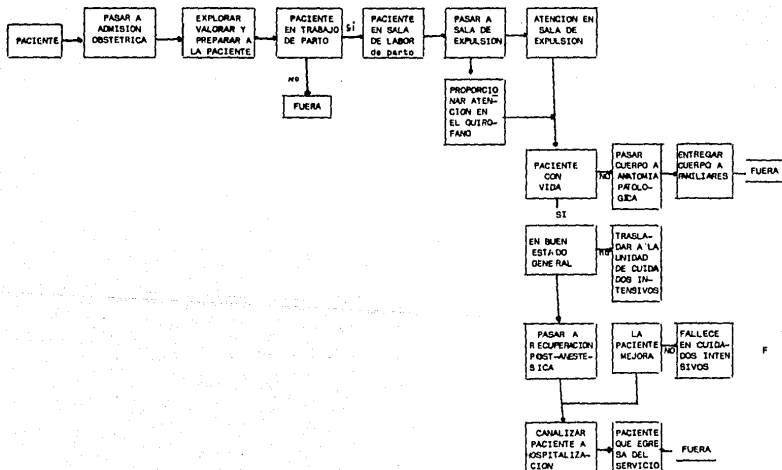 PACIENTE
PASAR A
ADMISION
OBSTETRICA
EXPLORAR
VALORAR Y
PREPARAR A
LA PACIENTE
PACIENTE
EN TRABAJO
DE PARTO
SI
PACIENTE
EN SALA
DE LABOR
de parto
PASAR A
SALA DE
EXPULSION
ATENCION EN
SALA DE
EXPULSION
NO
FUERA
PROPORCIO
NAR ATEN-
CION EN
EL QUIRO-
FANO
PACIENTE
CON
VIDA
NO
PASAR
CUERPO A
ANATOMIA
PATOLO-
GICA
ENTREGAR
CUERPO A
FAMILIARES
FUERA
SI
EN BUEN
ESTADO
GENERAL
no
TRASLA-
DAR A LA
UNIDAD
DE CUIDA
DOS IN-
TENSIVOS
PASAR A
RECUPERACION
POST-ANESTE-
SICA
LA
PACIENTE
MEJORA
NO
FALLECE
EN CUIDA-
DOS INTEN
SIVOS
F
CANALIZAR
PACIENTE A
HOSPITALIZA-
CION
PACIENTE
QUE EGRE
SA DEL
SERVICIO
FUERA